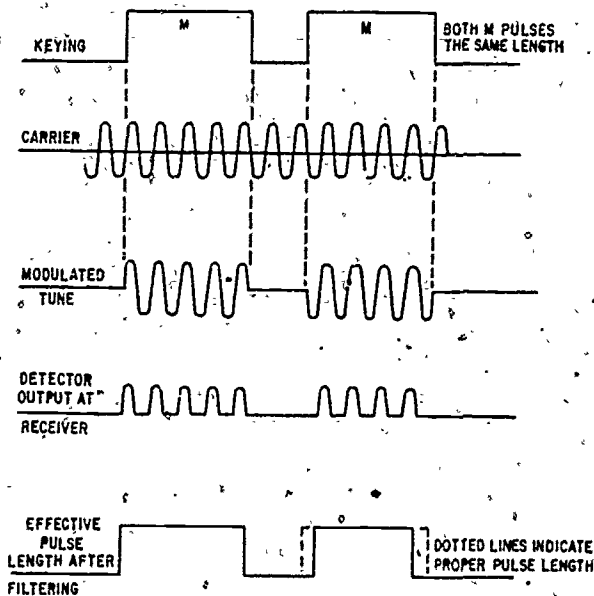 M
M
KEYING
BOTH M PULSES
THE SAME LENGTH
CARRIER
MODULATED
TUNE
DETECTOR
OUTPUT AT
RECEIVER
EFFECTIVE
PULSE
LENGTH AFTER
FILTERING
DOTTED LINES INDICATE
PROPER PULSE LENGTH